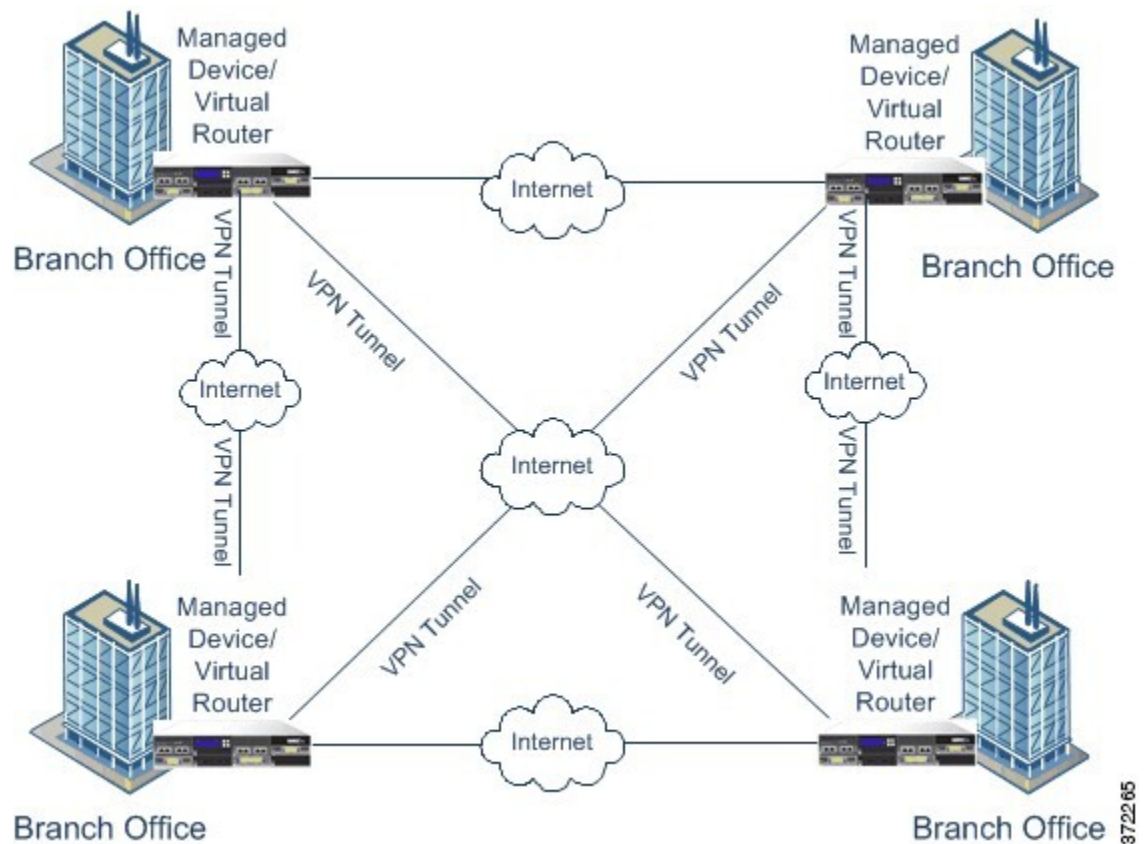 Managed
Device/
Virtual
Router
Managed
Device/
Virtual
Router
Internet
Branch Office
Branch Office
VPN Tunnel
VPN Tunnel
VPN Tunnel
VPN Tunnel
Internet
Internet
VPN Tunnel
Internet
VPN Tunnel
VPN Tunnel
VPN Tunnel
Managed
Device/
Virtual
Router
Managed
Device/
Virtual
Router
Internet
Branch Office
Branch Office
372265